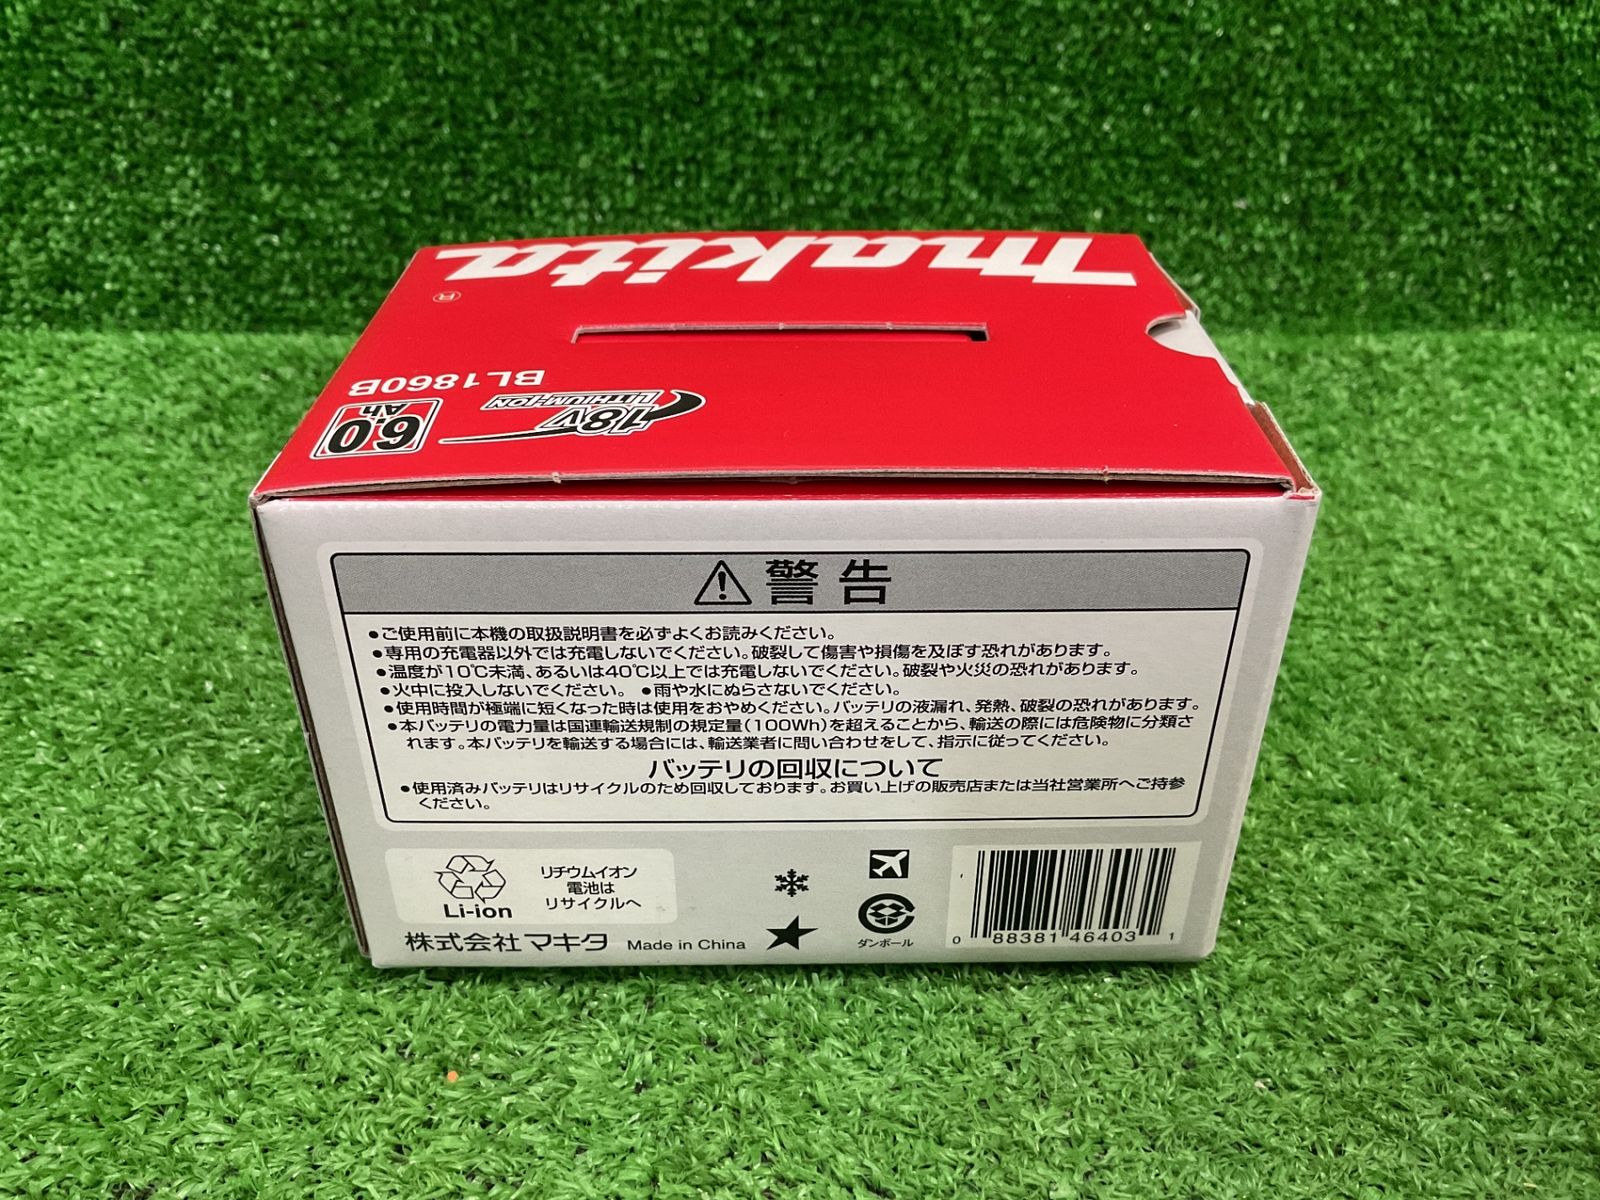 makita
®
BL1860B
18V
LITHIUM-ION
6.0
Ah
警告
●ご使用前に本機の取扱説明書を必ずよくお読みください。
●専用の充電器以外では充電しないでください。破裂して傷害や損傷を及ぼす恐れがあります。
●温度が10℃未満、あるいは40℃以上では充電しないでください。破裂や火災の恐れがあります。
●火中に投入しないでください。 ●雨や水にぬらさないでください。
●使用時間が極端に短くなった時は使用をおやめください。バッテリの液漏れ、発熱、破裂の恐れがあります。
●本バッテリの電力量は国連輸送規制の規定量(100Wh)を超えることから、輸送の際には危険物に分類さ
れます。本バッテリを輸送する場合には、輸送業者に問い合わせをして、指示に従ってください。
バッテリの回収について
●使用済みバッテリはリサイクルのため回収しております。お買い上げの販売店または当社営業所へご持参
ください。
Li-ion
リチウムイオン
電池は
リサイクルへ
株式会社マキタ Made in China
ダンボール
0 88381 46403 1